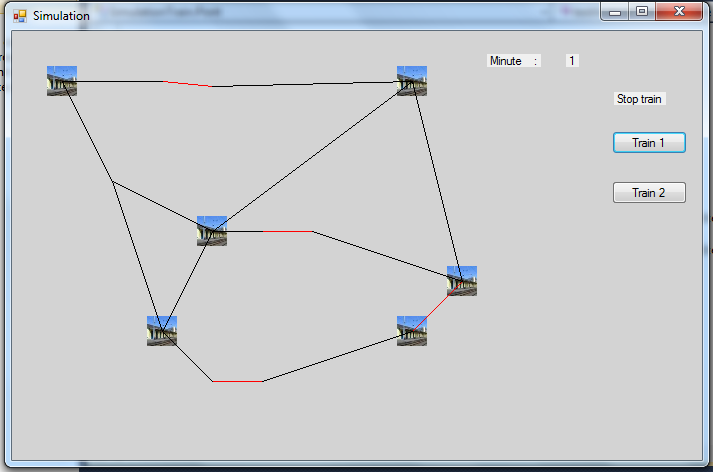 Simulation
Minute : 1
Stop train
Train 1
Train 2